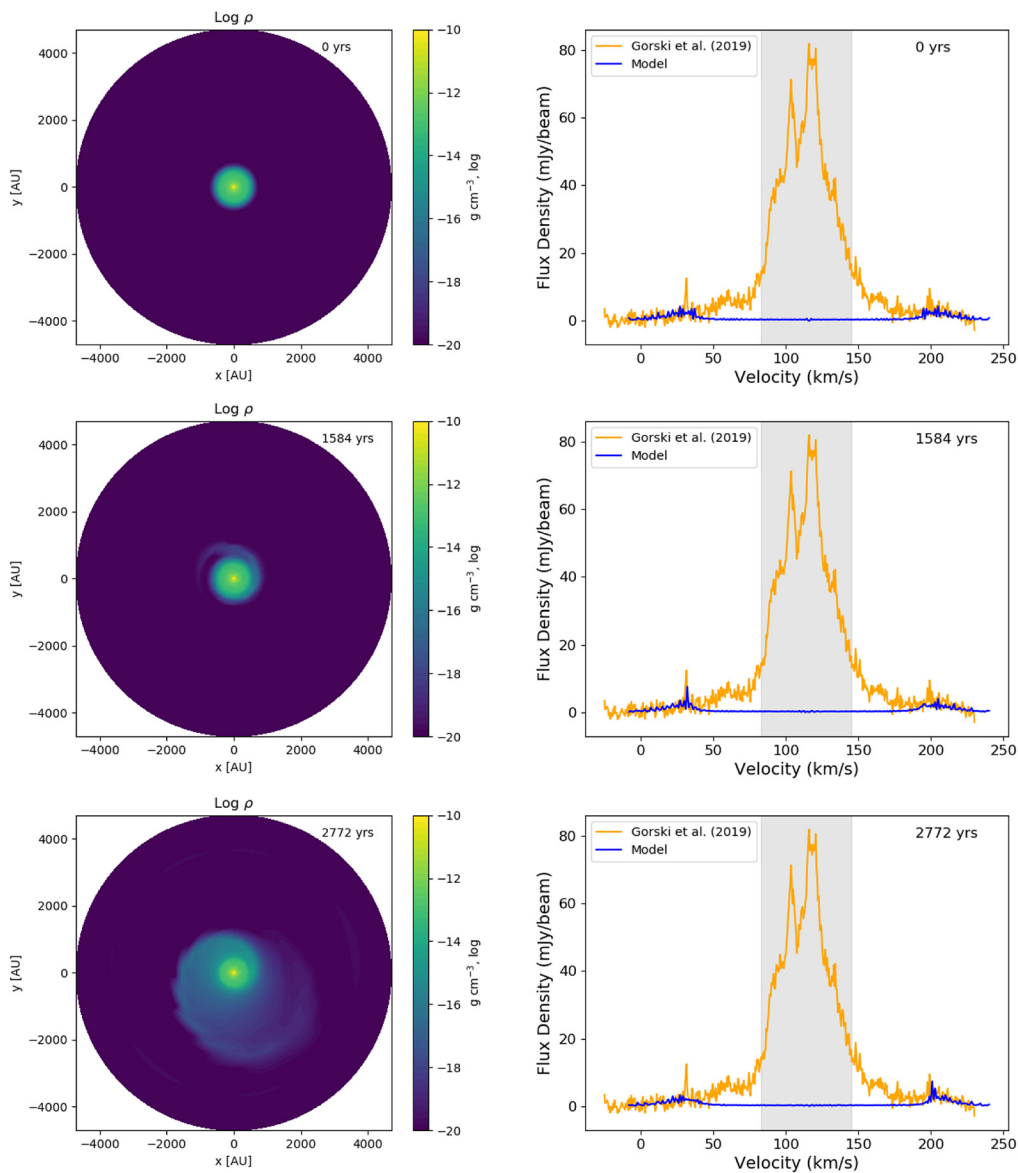 Log ρ
0 yrs
4000
2000
0
−2000
−4000
y [AU]
−4000 −2000 0 2000 4000
x [AU]
−10
−12
−14
−16
−18
−20
g cm−3, log
Gorski et al. (2019)
Model
0 yrs
80
60
40
20
0
Flux Density (mJy/beam)
0 50 100 150 200 250
Velocity (km/s)
Log ρ
1584 yrs
4000
2000
0
−2000
−4000
y [AU]
−4000 −2000 0 2000 4000
x [AU]
−10
−12
−14
−16
−18
−20
g cm−3, log
Gorski et al. (2019)
Model
1584 yrs
80
60
40
20
0
Flux Density (mJy/beam)
0 50 100 150 200 250
Velocity (km/s)
Log ρ
2772 yrs
4000
2000
0
−2000
−4000
y [AU]
−4000 −2000 0 2000 4000
x [AU]
−10
−12
−14
−16
−18
−20
g cm−3, log
Gorski et al. (2019)
Model
2772 yrs
80
60
40
20
0
Flux Density (mJy/beam)
0 50 100 150 200 250
Velocity (km/s)